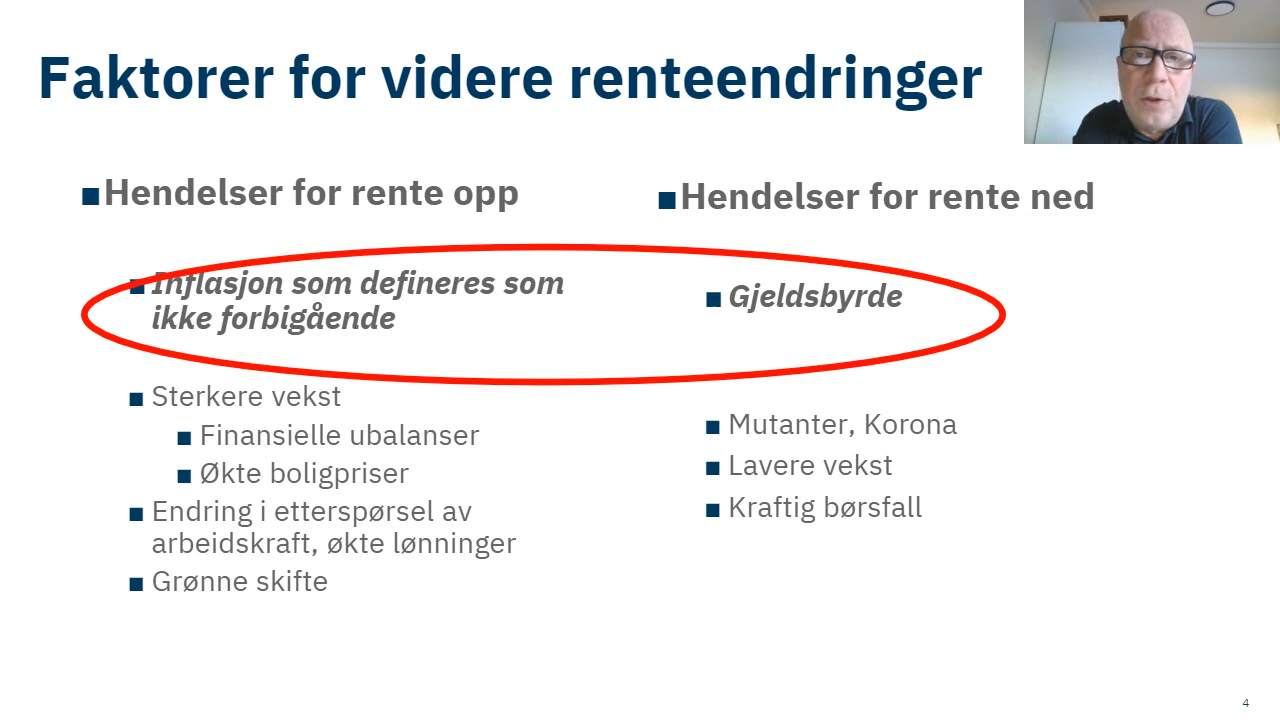 Faktorer for videre renteendringer
Hendelser for rente opp
Inflasjon som defineres som
ikke forbigående
Sterkere vekst
Finansielle ubalanser
Økte boligpriser
Endring i etterspørsel av
arbeidskraft, økte lønninger
Grønne skifte
Hendelser for rente ned
Gjeldsbyrde
Mutanter, Korona
Lavere vekst
Kraftig børsfall
4